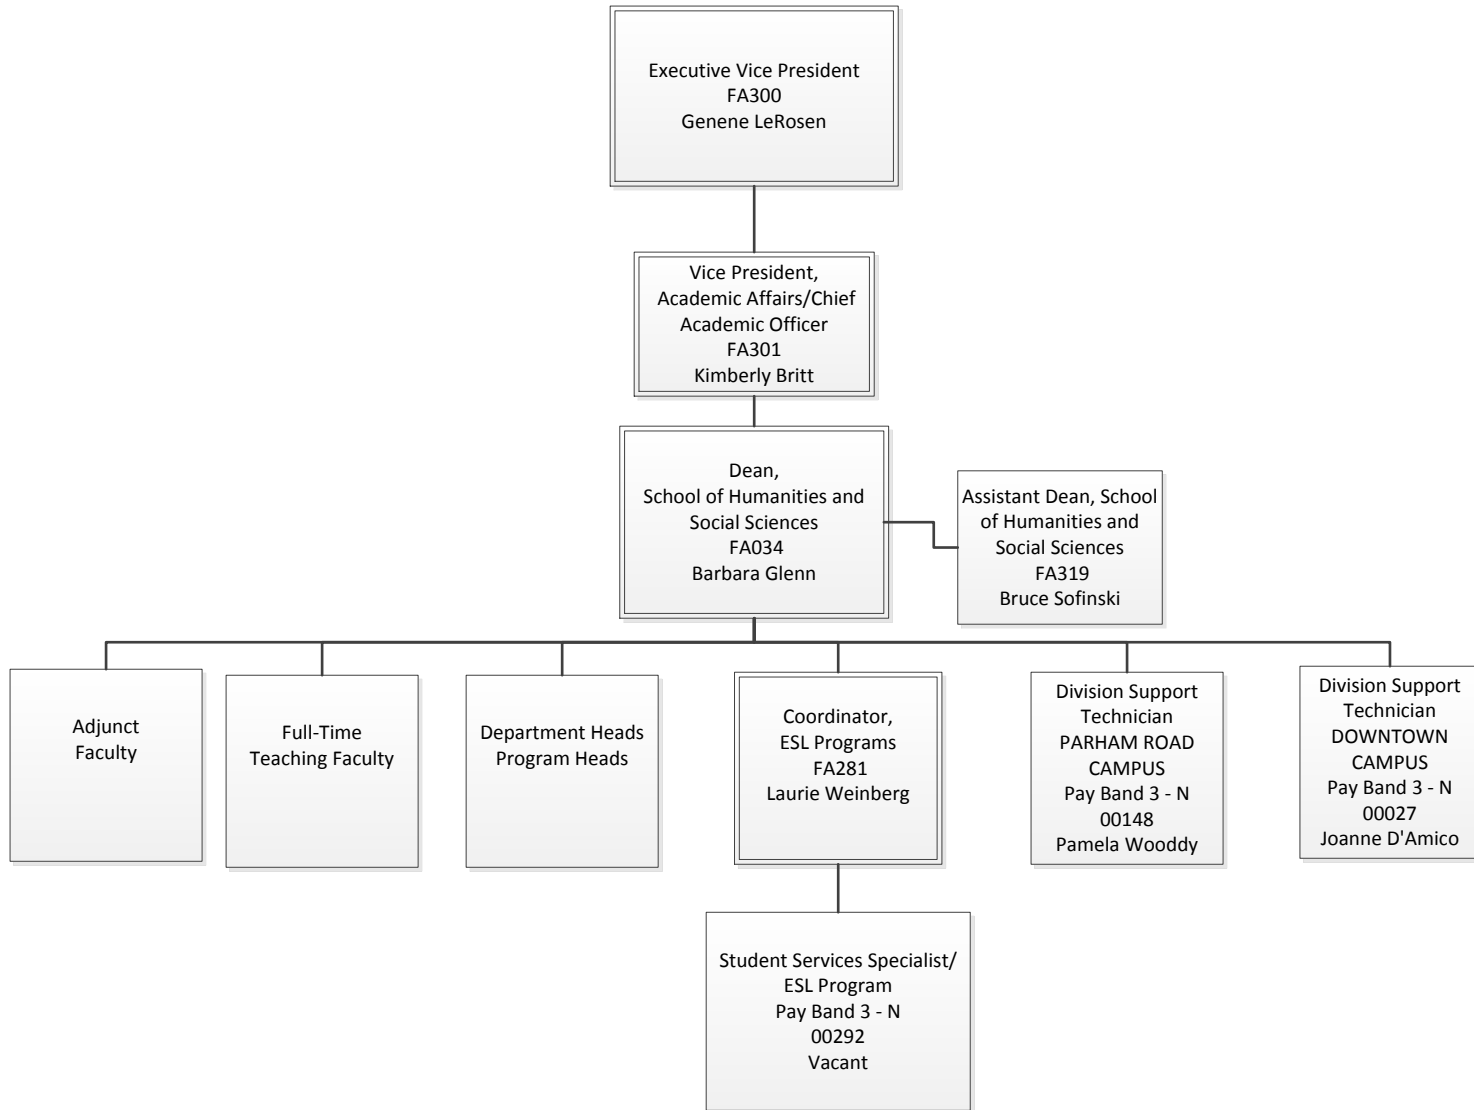 Executive Vice President
FA300
Genene LeRosen
Vice President,
Academic Affairs/Chief
Academic Officer
FA301
Kimberly Britt
Dean,
School of Humanities and
Social Sciences
FA034
Barbara Glenn
Assistant Dean, School
of Humanities and
Social Sciences
FA319
Bruce Sofinski
Adjunct
Faculty
Full-Time
Teaching Faculty
Department Heads
Program Heads
Coordinator,
ESL Programs
FA281
Laurie Weinberg
Division Support
Technician
PARHAM ROAD
CAMPUS
Pay Band 3 - N
00148
Pamela Wooddy
Division Support
Technician
DOWNTOWN
CAMPUS
Pay Band 3 - N
00027
Joanne D'Amico
Student Services Specialist/
ESL Program
Pay Band 3 - N
00292
Vacant